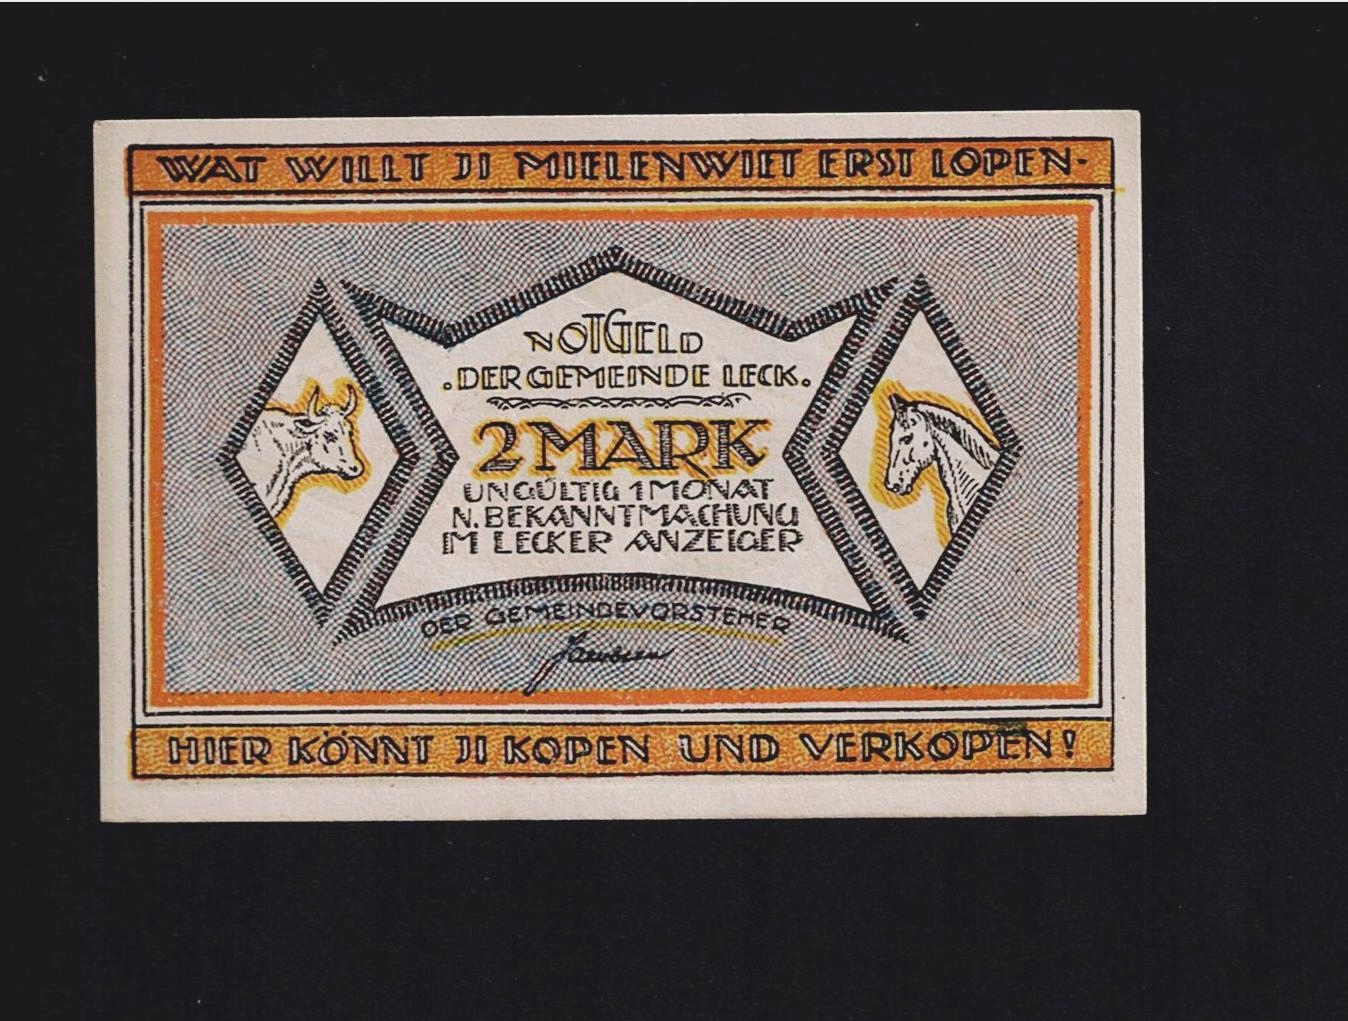 WAT WILLT JI MIELENWIET ERST LOPEN-
NOTGELD
.DER GEMEINDE LECK.
2 MARK
UNGÜLTIG 1 MONAT
N. BEKANNTMACHUNG
IM LECKER ANZEIGER
DER GEMEINDEVORSTEHER
HIER KÖNNT JI KOPEN UND VERKOPEN!